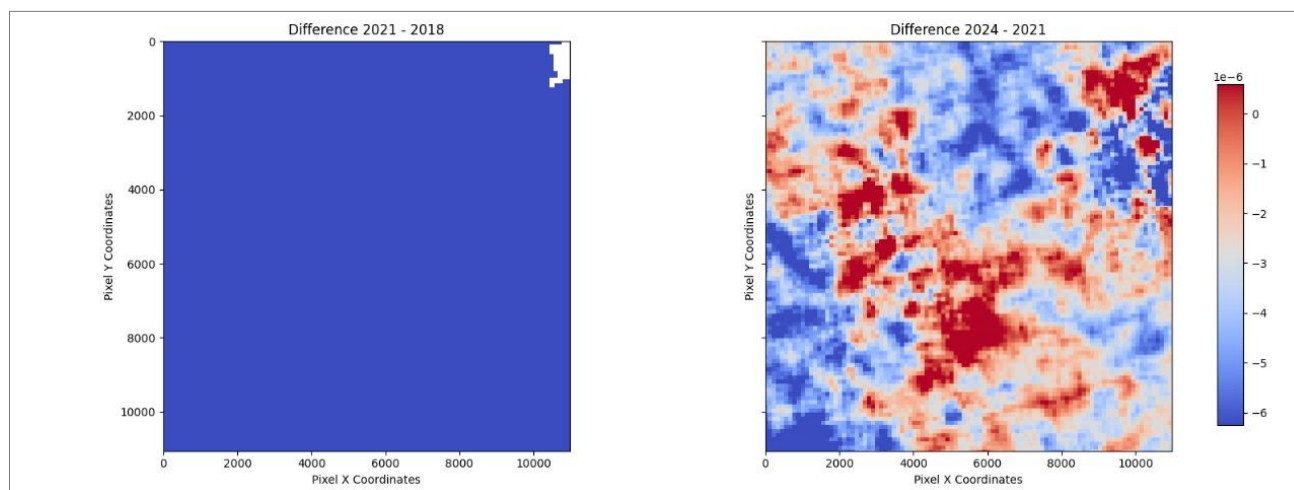 Difference 2021 - 2018
0
2000
4000
6000
8000
10000
Pixel Y Coordinates
0 2000 4000 6000 8000 10000
Pixel X Coordinates
Difference 2024 - 2021
Pixel Y Coordinates
0 2000 4000 6000 8000 10000
Pixel X Coordinates
1e-6
0
−1
−2
−3
−4
−5
−6